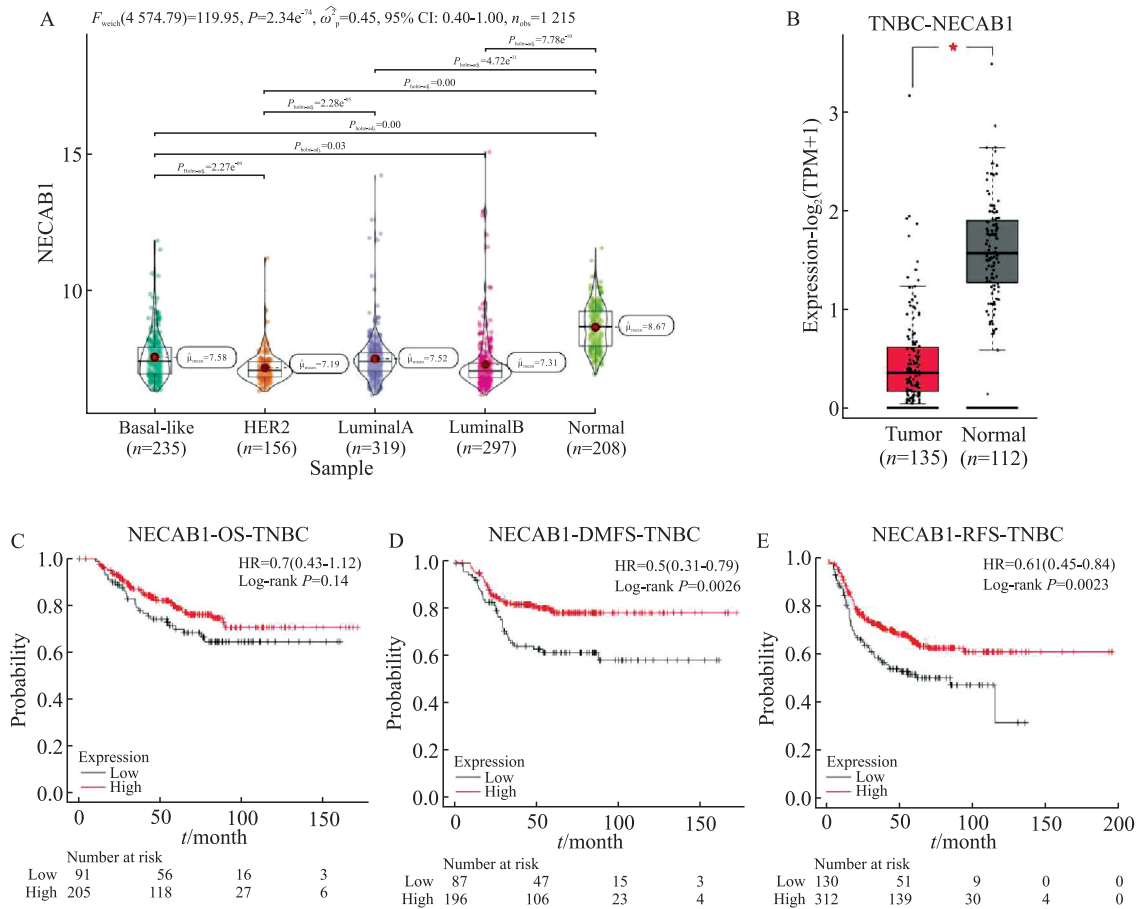 A
F_welch(4 574.79)=119.95, P=2.34e⁻⁷⁴, ω̂²ₚ=0.45, 95% CI: 0.40-1.00, n_obs=1 215
P_holm-adj.=7.78e⁻
P_holm-adj.=4.72e⁻
P_holm-adj.=0.00
P_holm-adj.=2.28e⁻
P_holm-adj.=0.00
P_holm-adj.=0.03
P_Holm-adj.=2.27e⁻
NECAB1
15
10
μ̂_mean=7.58
μ̂_mean=7.19
μ̂_mean=7.52
μ̂_mean=7.31
μ̂_mean=8.67
Basal-like HER2 LuminalA LuminalB Normal
(n=235) (n=156) (n=319) (n=297) (n=208)
Sample
B
TNBC-NECAB1
*
Expression-log₂(TPM+1)
3
2
1
0
Tumor Normal
(n=135) (n=112)
C
NECAB1-OS-TNBC
HR=0.7(0.43-1.12)
Log-rank P=0.14
Probability
1.0
0.8
0.6
0.4
0.2
0.0
Expression
Low
High
0 50 100 150
t/month
Number at risk
Low 91 56 16 3
High 205 118 27 6
D
NECAB1-DMFS-TNBC
HR=0.5(0.31-0.79)
Log-rank P=0.0026
Probability
1.0
0.8
0.6
0.4
0.2
0.0
Expression
Low
High
0 50 100 150
t/month
Number at risk
Low 87 47 15 3
High 196 106 23 4
E
NECAB1-RFS-TNBC
HR=0.61(0.45-0.84)
Log-rank P=0.0023
Probability
1.0
0.8
0.6
0.4
0.2
0.0
Expression
Low
High
0 50 100 150 200
t/month
Number at risk
Low 130 51 9 0 0
High 312 139 30 4 0